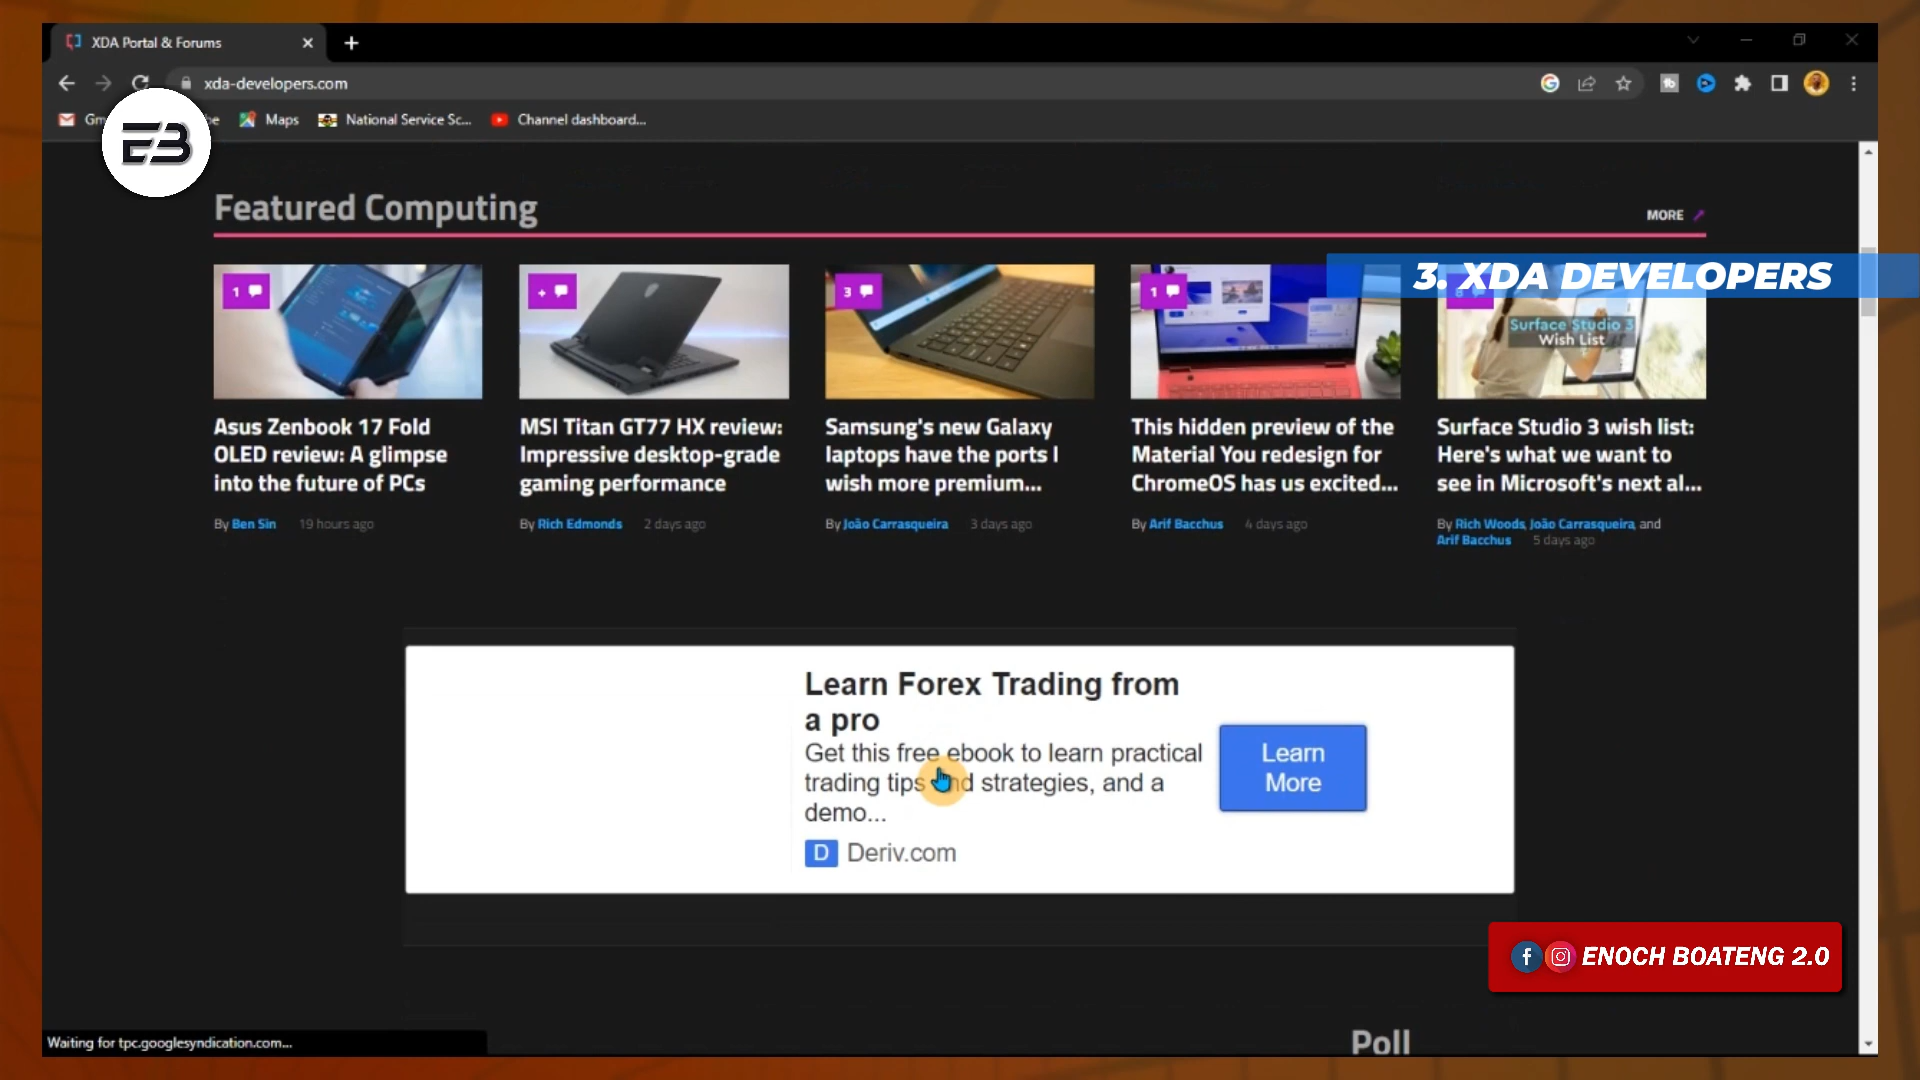 XDA Portal & Forums
xda-developers.com
Maps
National Service Sc...
Channel dashboard...
EB
Featured Computing
MORE
3. XDA DEVELOPERS
1
+
3
1
Surface Studio 3
Wish List
Asus Zenbook 17 Fold
OLED review: A glimpse
into the future of PCs
By Ben Sin 19 hours ago
MSI Titan GT77 HX review:
Impressive desktop-grade
gaming performance
By Rich Edmonds 2 days ago
Samsung's new Galaxy
laptops have the ports I
wish more premium...
By João Carrasqueira 3 days ago
This hidden preview of the
Material You redesign for
ChromeOS has us excited...
By Arif Bacchus 4 days ago
Surface Studio 3 wish list:
Here's what we want to
see in Microsoft's next al...
By Rich Woods, João Carrasqueira, and
Arif Bacchus 5 days ago
Learn Forex Trading from
a pro
Get this free ebook to learn practical
trading tips and strategies, and a
demo...
D Deriv.com
Learn
More
ENOCH BOATENG 2.0
Poll
Waiting for tpc.googlesyndication.com...